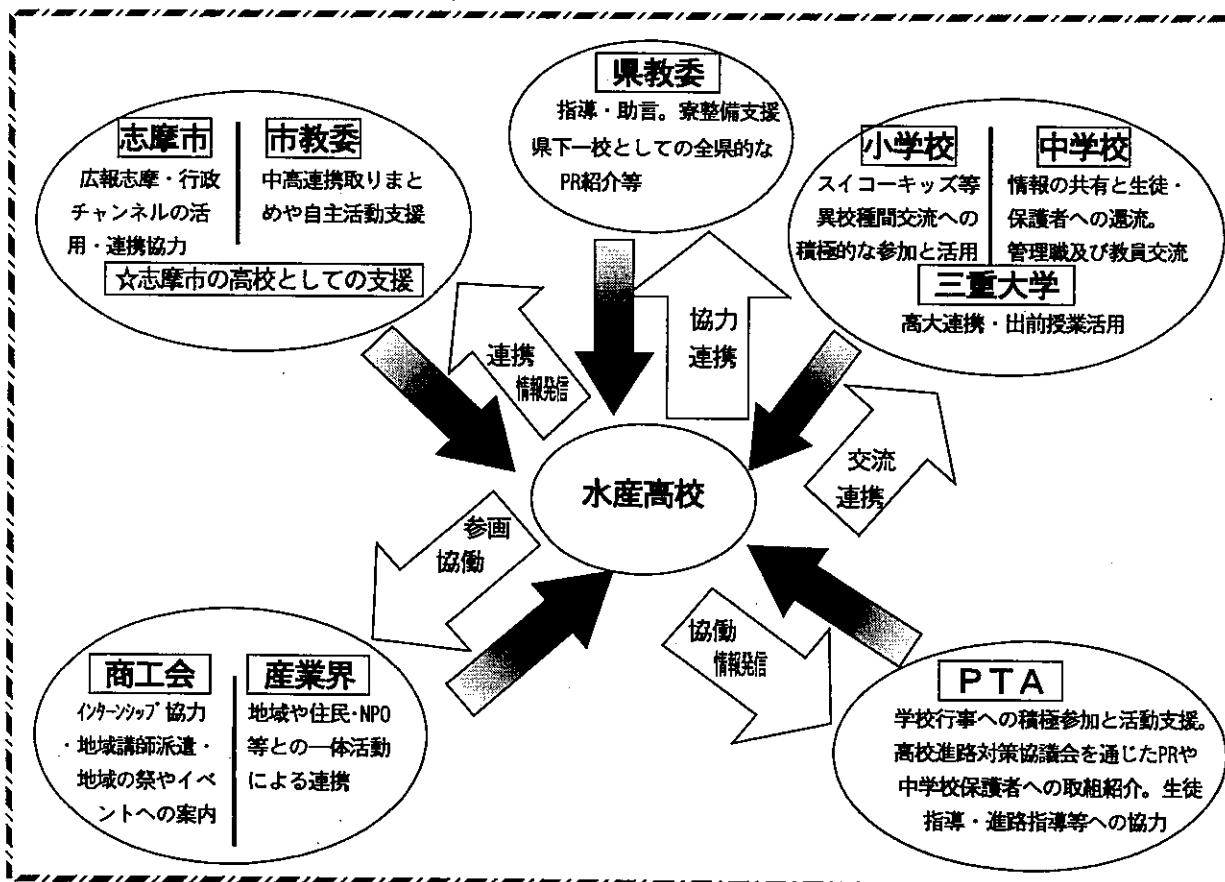 県教委
指導・助言。寮整備支援
県下一校としての全県的な
PR紹介等
志摩市
広報志摩・行政
チャンネルの活
用・連携協力
市教委
中高連携取りまと
めや自主活動支援
☆志摩市の高校としての支援
小学校
スイコーキッズ等
異校種間交流への
積極的な参加と活用
中学校
情報の共有と生徒・
保護者への還流。
管理職及び教員交流
三重大学
高大連携・出前授業活用
連携
情報発信
協力
連携
交流
連携
水産高校
参画
協働
協働
情報発信
商工会
インターンシップ協力
・地域講師派遣・
地域の祭やイベ
ントへの案内
産業界
地域や住民・NPO
等との一体活動
による連携
PTA
学校行事への積極参加と活動支援。
高校進路対策協議会を通じたPRや
中学校保護者への取組紹介。生徒
指導・進路指導等への協力